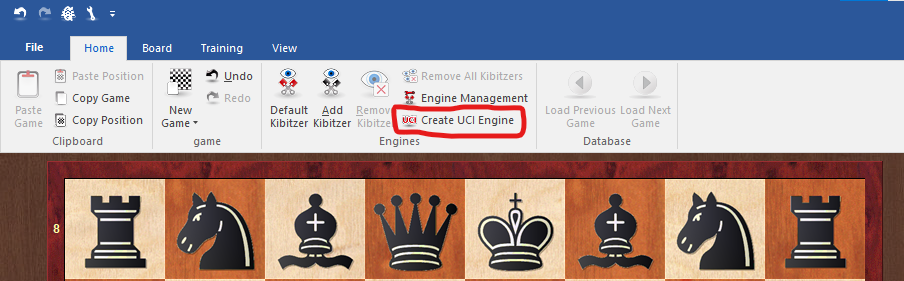 File Home Board Training View
Paste Game
Paste Position
Copy Game
Copy Position
Clipboard
New Game
Undo
Redo
game
Default Kibitzer
Add Kibitzer
Remove Kibitzer
Remove All Kibitzers
Engine Management
UCI Create UCI Engine
Engines
Load Previous Game
Load Next Game
Database
8